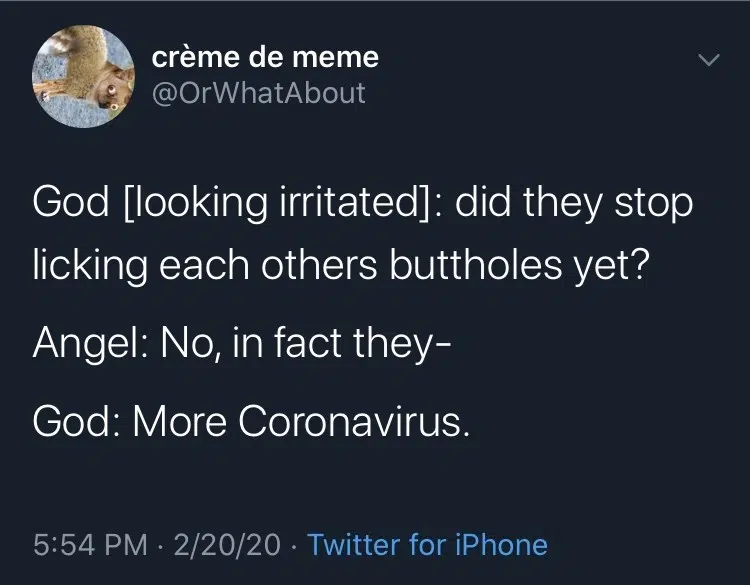 crème de meme
@OrWhatAbout
God [looking irritated]: did they stop
licking each others buttholes yet?
Angel: No, in fact they-
God: More Coronavirus.
5:54 PM · 2/20/20 · Twitter for iPhone